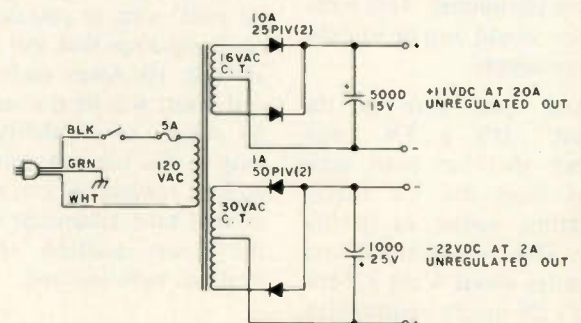 10A
25PIV(2)
16VAC
C.T.
+
5000
15V
+11VDC AT 20A
UNREGULATED OUT
BLK
5A
GRN
120
VAC
WHT
1A
50PIV(2)
30VAC
C.T.
1000
25V
-22VDC AT 2A
UNREGULATED OUT
+
+
-
-
+